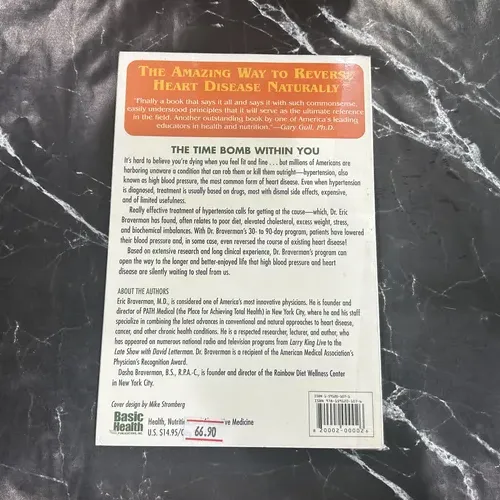 THE AMAZING WAY TO REVERSE
HEART DISEASE NATURALLY
"Finally a book that says it all and says it with such commonsense,
easily understood principles that it will serve as the ultimate reference
in the field. Another outstanding book by one of America's leading
educators in health and nutrition."—Gary Gull, Ph.D.
THE TIME BOMB WITHIN YOU
It's hard to believe you're dying when you feel fit and fine . . . but millions of Americans are
harboring unaware a condition that can rob them or kill them outright—hypertension, also
known as high blood pressure, the most common form of heart disease. Even when hypertension
is diagnosed, treatment is usually based on drugs, most with dismal side effects, expensive,
and of limited usefulness.
Really effective treatment of hypertension calls for getting at the cause—which, Dr. Eric
Braverman has found, often relates to poor diet, elevated cholesterol, excess weight, stress,
and biochemical imbalances. With Dr. Braverman's 30- to 90-day program, patients have lowered
their blood pressure and, in some case, even reversed the course of existing heart disease!
Based on extensive research and long clinical experience, Dr. Braverman's program can
open the way to the longer and better-enjoyed life that high blood pressure and heart
disease are silently waiting to steal from us.
ABOUT THE AUTHORS
Eric Braverman, M.D., is considered one of America's most innovative physicians. He is founder and
director of PATH Medical (the Place for Achieving Total Health) in New York City, where he and his staff
specialize in combining the latest advances in conventional and natural approaches to heart disease,
cancer, and other chronic health conditions. He is a respected researcher, lecturer, and author, who
has appeared on numerous national radio and television programs from Larry King Live to the
Late Show with David Letterman. Dr. Braverman is a recipient of the American Medical Association's
Physician's Recognition Award.
Dasha Braverman, B.S., R.P.A.-C., is founder and director of the Rainbow Diet Wellness Center
in New York City.
Cover design by Mike Stromberg
Basic
Health
Health, Nutriti
ive Medicine
U.S. $14.95/C
66.90